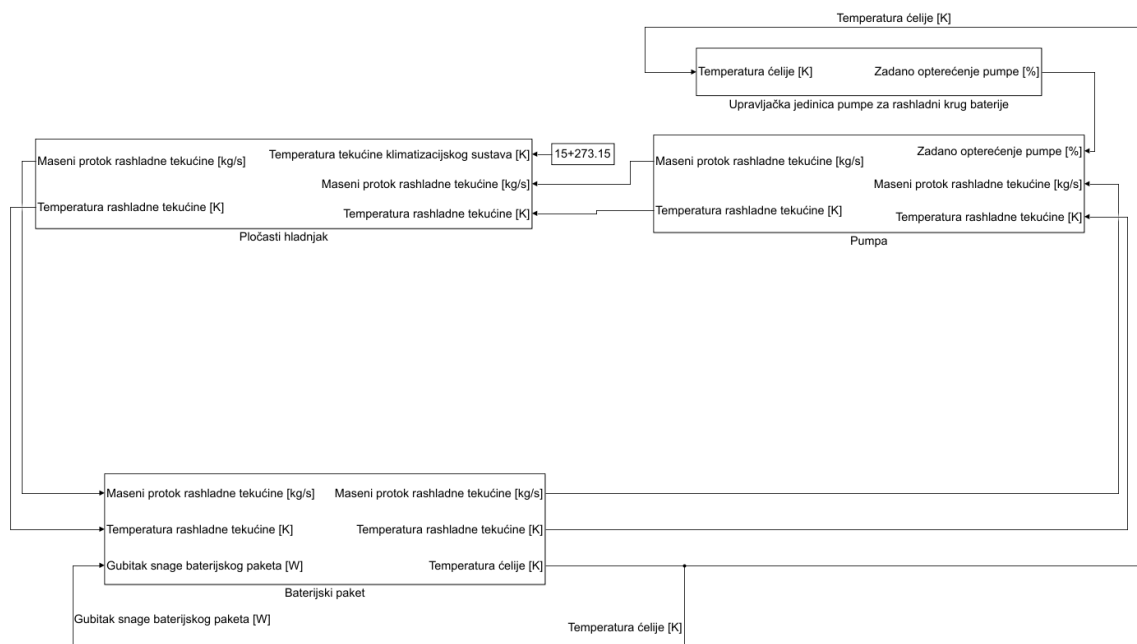 Temperatura ćelije [K]
Temperatura ćelije [K]
Zadano opterećenje pumpe [%]
Upravljačka jedinica pumpe za rashladni krug baterije
Maseni protok rashladne tekućine [kg/s]
Temperatura rashladne tekućine [K]
Temperatura tekućine klimatizacijskog sustava [K]
15+273.15
Maseni protok rashladne tekućine [kg/s]
Temperatura rashladne tekućine [K]
Pločasti hladnjak
Maseni protok rashladne tekućine [kg/s]
Temperatura rashladne tekućine [K]
Zadano opterećenje pumpe [%]
Maseni protok rashladne tekućine [kg/s]
Temperatura rashladne tekućine [K]
Pumpa
Maseni protok rashladne tekućine [kg/s]
Temperatura rashladne tekućine [K]
Gubitak snage baterijskog paketa [W]
Maseni protok rashladne tekućine [kg/s]
Temperatura rashladne tekućine [K]
Temperatura ćelije [K]
Baterijski paket
Gubitak snage baterijskog paketa [W]
Temperatura ćelije [K]